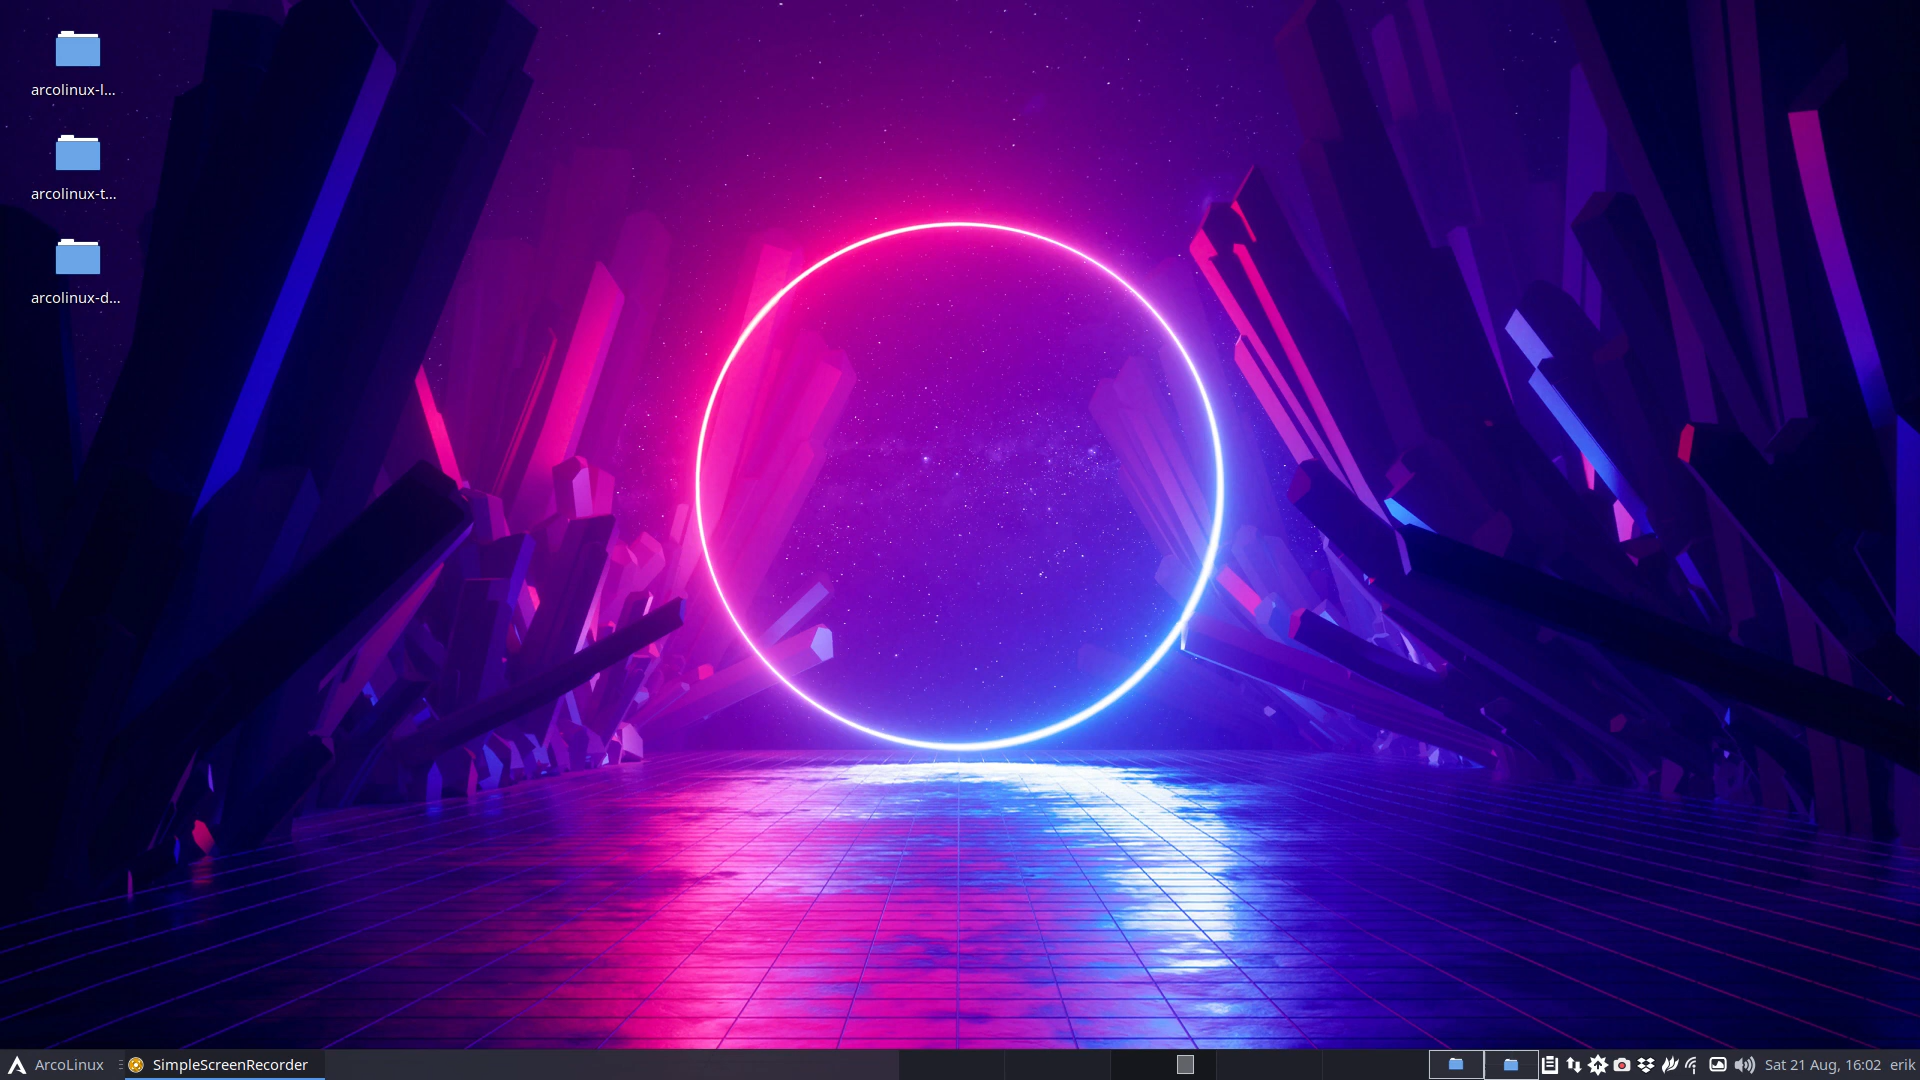 arcolinux-l...
arcolinux-t...
arcolinux-d...
ArcoLinux SimpleScreenRecorder Sat 21 Aug, 16:02 erik